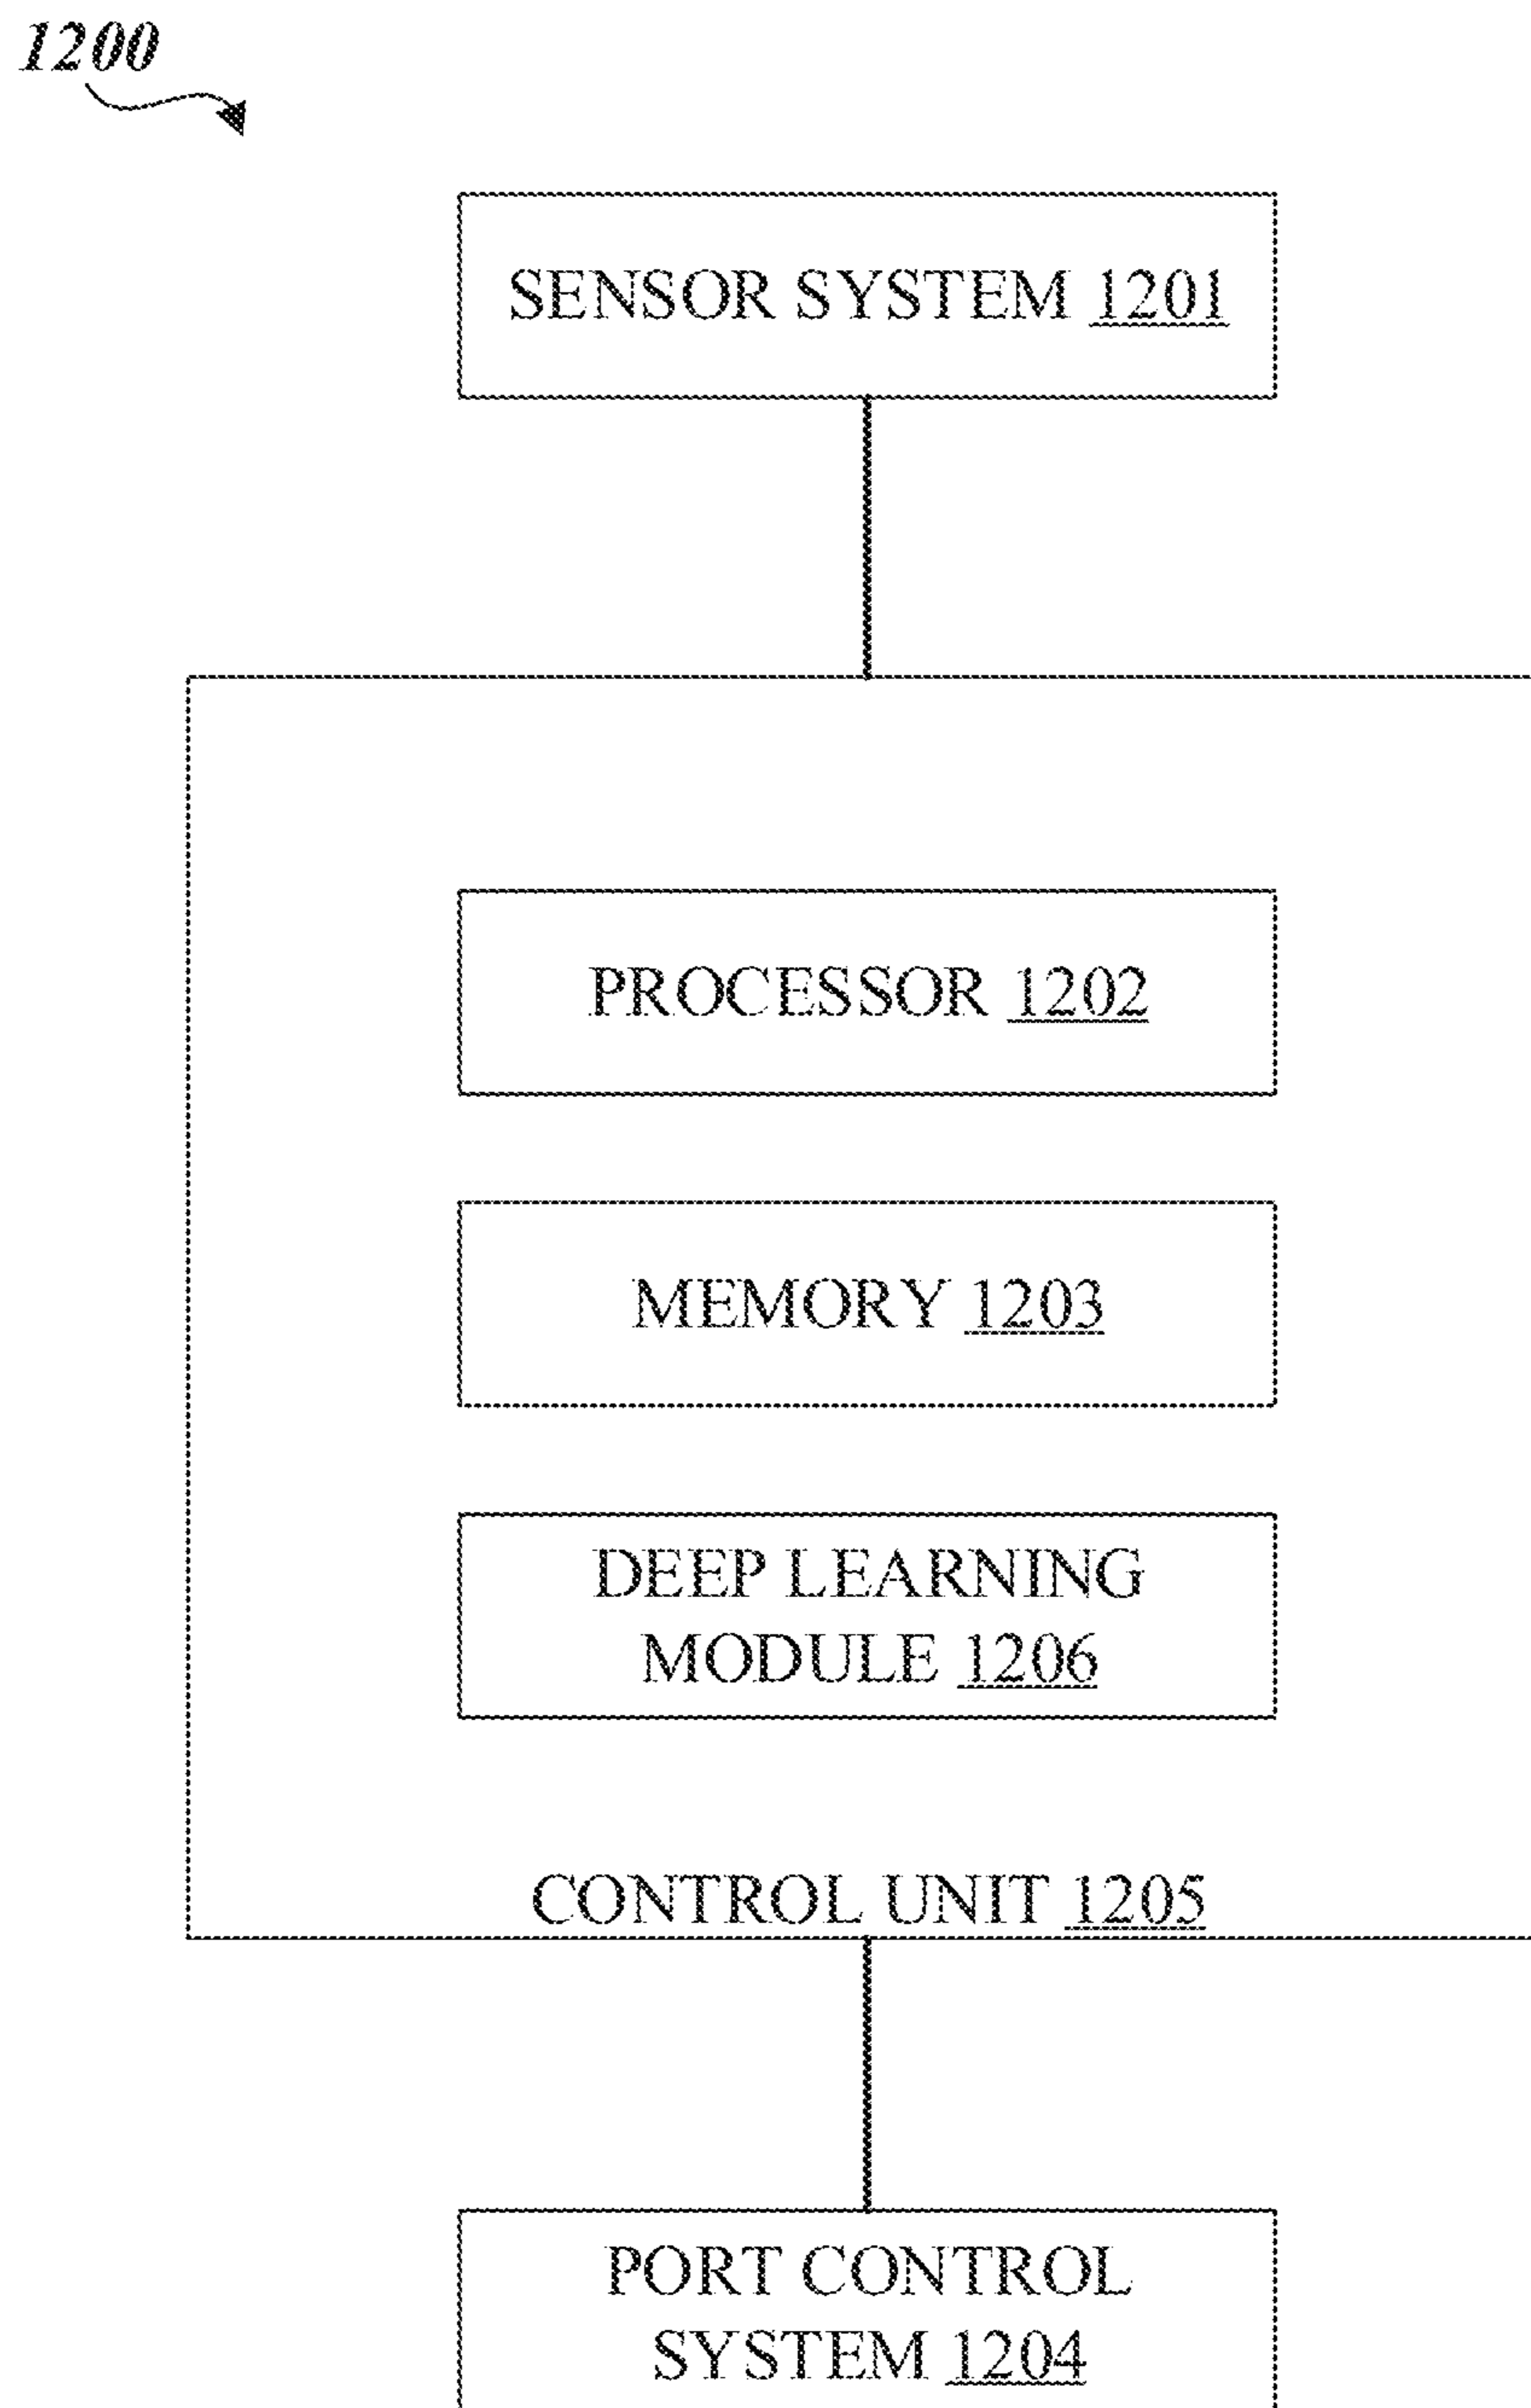 1200
SENSOR SYSTEM 1201
PROCESSOR 1202
MEMORY 1203
DEEP LEARNING
MODULE 1206
CONTROL UNIT 1205
PORT CONTROL
SYSTEM 1204